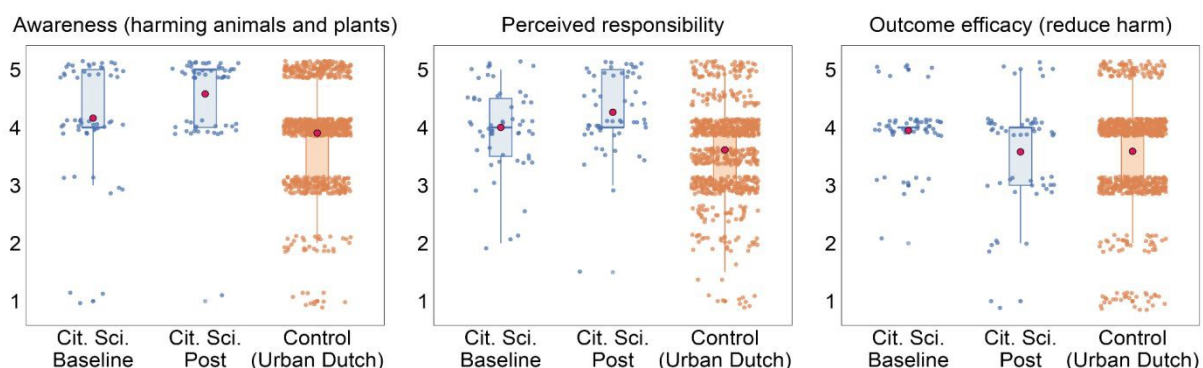 Awareness (harming animals and plants)
Perceived responsibility
Outcome efficacy (reduce harm)
5
4
3
2
1
Cit. Sci.
Baseline
Cit. Sci.
Post
Control
(Urban Dutch)
5
4
3
2
1
Cit. Sci.
Baseline
Cit. Sci.
Post
Control
(Urban Dutch)
5
4
3
2
1
Cit. Sci.
Baseline
Cit. Sci.
Post
Control
(Urban Dutch)